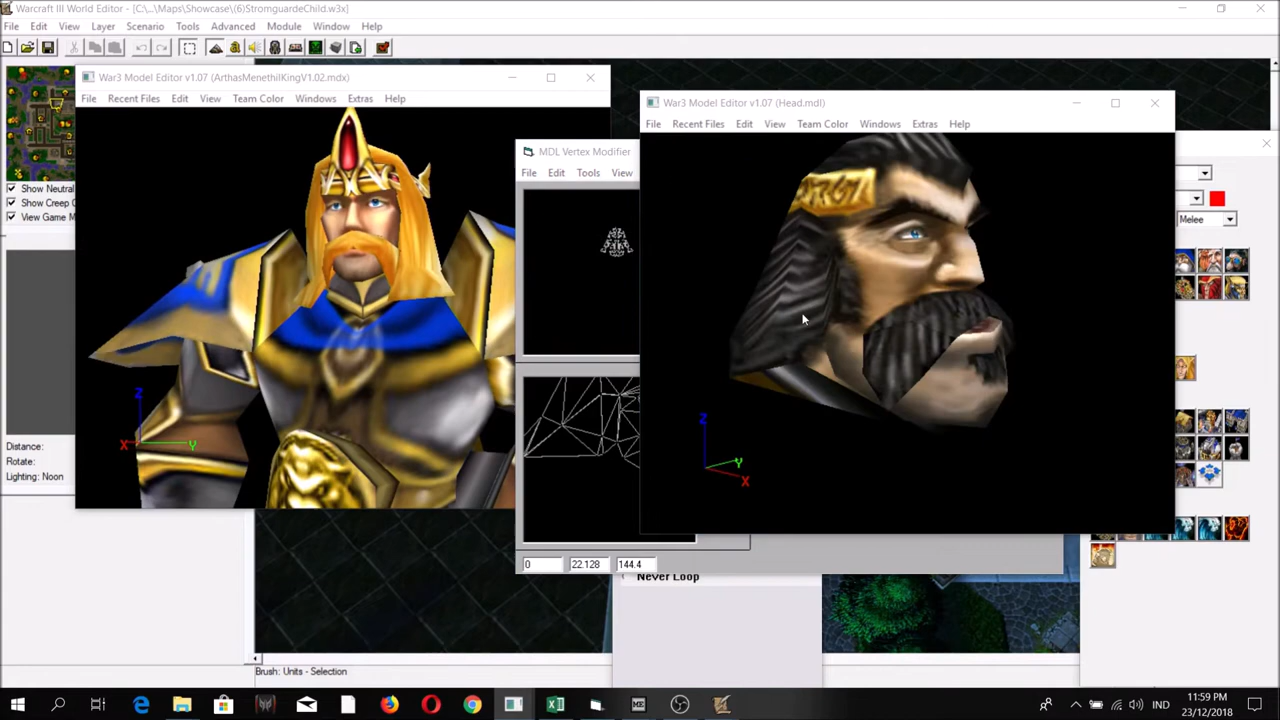 Warcraft III World Editor - [C:\...\Maps\Showcase\(6)StromguardeChild.w3x]
File Edit View Layer Scenario Tools Advanced Module Window Help
War3 Model Editor v1.07 (ArthasMenethilKingV1.02.mdx)
File Recent Files Edit View Team Color Windows Extras Help
War3 Model Editor v1.07 (Head.mdl)
File Recent Files Edit View Team Color Windows Extras Help
MDL Vertex Modifier
File Edit Tools View
Show Neutral
Show Creep C
View Game M
Melee
Z
X
Y
Z
Y
X
Distance:
Rotate:
Lighting: Noon
0 22.128 144.4
Never Loop
Brush: Units - Selection
ME
IND
11:59 PM
23/12/2018